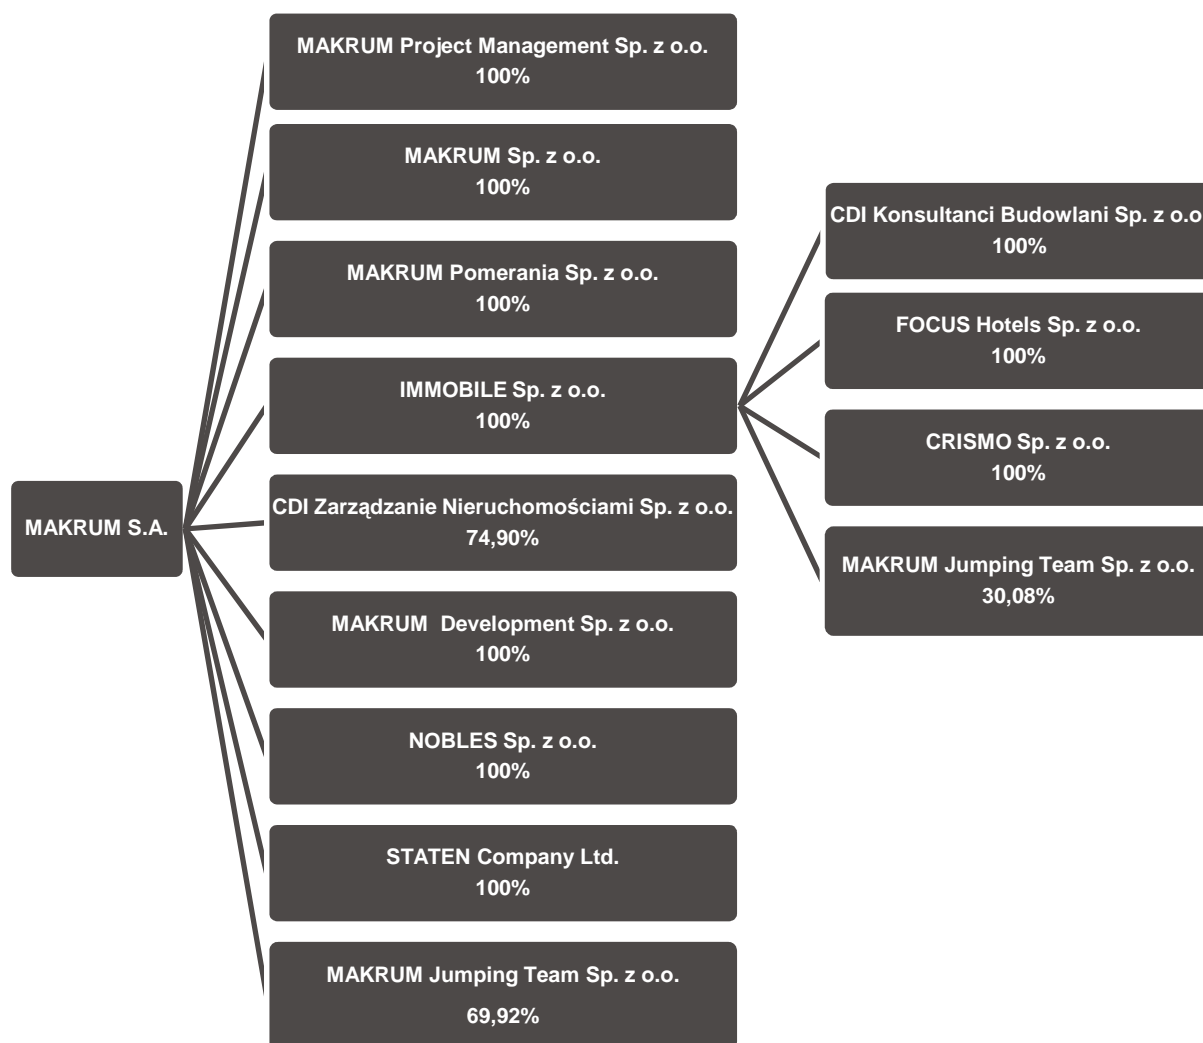 MAKRUM S.A.
MAKRUM Project Management Sp. z o.o.
100%
MAKRUM Sp. z o.o.
100%
MAKRUM Pomerania Sp. z o.o.
100%
IMMOBILE Sp. z o.o.
100%
CDI Zarządzanie Nieruchomościami Sp. z o.o.
74,90%
MAKRUM  Development Sp. z o.o.
100%
NOBLES Sp. z o.o.
100%
STATEN Company Ltd.
100%
MAKRUM Jumping Team Sp. z o.o.
69,92%
CDI Konsultanci Budowlani Sp. z o.o
100%
FOCUS Hotels Sp. z o.o.
100%
CRISMO Sp. z o.o.
100%
MAKRUM Jumping Team Sp. z o.o.
30,08%